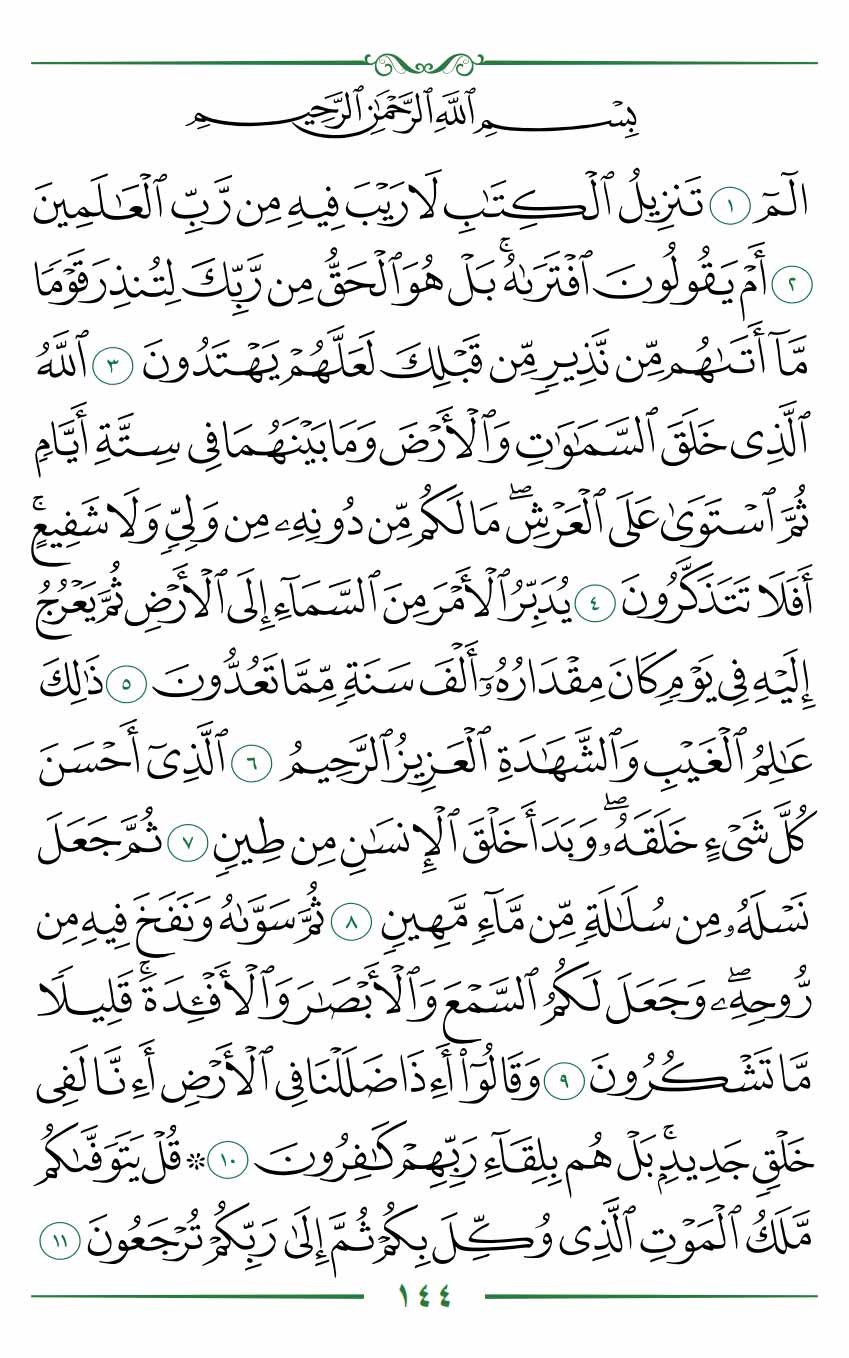 بِسْمِ ٱللَّهِ ٱلرَّحْمَٰنِ ٱلرَّحِيمِ
الٓمٓ ١ تَنزِيلُ ٱلْكِتَٰبِ لَا رَيْبَ فِيهِ مِن رَّبِّ ٱلْعَٰلَمِينَ
٢ أَمْ يَقُولُونَ ٱفْتَرَىٰهُ ۚ بَلْ هُوَ ٱلْحَقُّ مِن رَّبِّكَ لِتُنذِرَ قَوْمًا
مَّآ أَتَىٰهُم مِّن نَّذِيرٍ مِّن قَبْلِكَ لَعَلَّهُمْ يَهْتَدُونَ ٣ ٱللَّهُ
ٱلَّذِى خَلَقَ ٱلسَّمَٰوَٰتِ وَٱلْأَرْضَ وَمَا بَيْنَهُمَا فِى سِتَّةِ أَيَّامٍ
ثُمَّ ٱسْتَوَىٰ عَلَى ٱلْعَرْشِ ۖ مَا لَكُم مِّن دُونِهِۦ مِن وَلِىٍّ وَلَا شَفِيعٍ ۚ
أَفَلَا تَتَذَكَّرُونَ ٤ يُدَبِّرُ ٱلْأَمْرَ مِنَ ٱلسَّمَآءِ إِلَى ٱلْأَرْضِ ثُمَّ يَعْرُجُ
إِلَيْهِ فِى يَوْمٍ كَانَ مِقْدَارُهُۥٓ أَلْفَ سَنَةٍ مِّمَّا تَعُدُّونَ ٥ ذَٰلِكَ
عَٰلِمُ ٱلْغَيْبِ وَٱلشَّهَٰدَةِ ٱلْعَزِيزُ ٱلرَّحِيمُ ٦ ٱلَّذِىٓ أَحْسَنَ
كُلَّ شَىْءٍ خَلَقَهُۥ ۖ وَبَدَأَ خَلْقَ ٱلْإِنسَٰنِ مِن طِينٍ ٧ ثُمَّ جَعَلَ
نَسْلَهُۥ مِن سُلَٰلَةٍ مِّن مَّآءٍ مَّهِينٍ ٨ ثُمَّ سَوَّىٰهُ وَنَفَخَ فِيهِ مِن
رُّوحِهِۦ ۖ وَجَعَلَ لَكُمُ ٱلسَّمْعَ وَٱلْأَبْصَٰرَ وَٱلْأَفْـِٔدَةَ ۚ قَلِيلًا
مَّا تَشْكُرُونَ ٩ وَقَالُوٓا۟ أَءِذَا ضَلَلْنَا فِى ٱلْأَرْضِ أَءِنَّا لَفِى
خَلْقٍ جَدِيدٍۭ ۚ بَلْ هُم بِلِقَآءِ رَبِّهِمْ كَٰفِرُونَ ١٠ ۞ قُلْ يَتَوَفَّىٰكُم
مَّلَكُ ٱلْمَوْتِ ٱلَّذِى وُكِّلَ بِكُمْ ثُمَّ إِلَىٰ رَبِّكُمْ تُرْجَعُونَ ١١
١٤٤